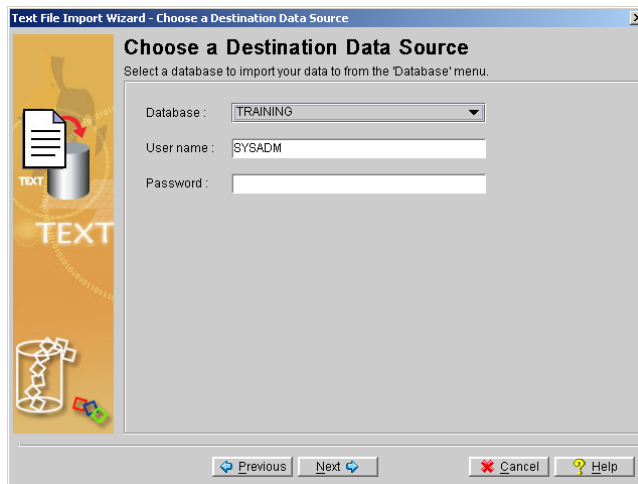 Text File Import Wizard - Choose a Destination Data Source
Choose a Destination Data Source
Select a database to import your data to from the 'Database' menu.
Database : TRAINING
User name : SYSADM
Password :
TEXT
TEXT
Previous Next Cancel Help